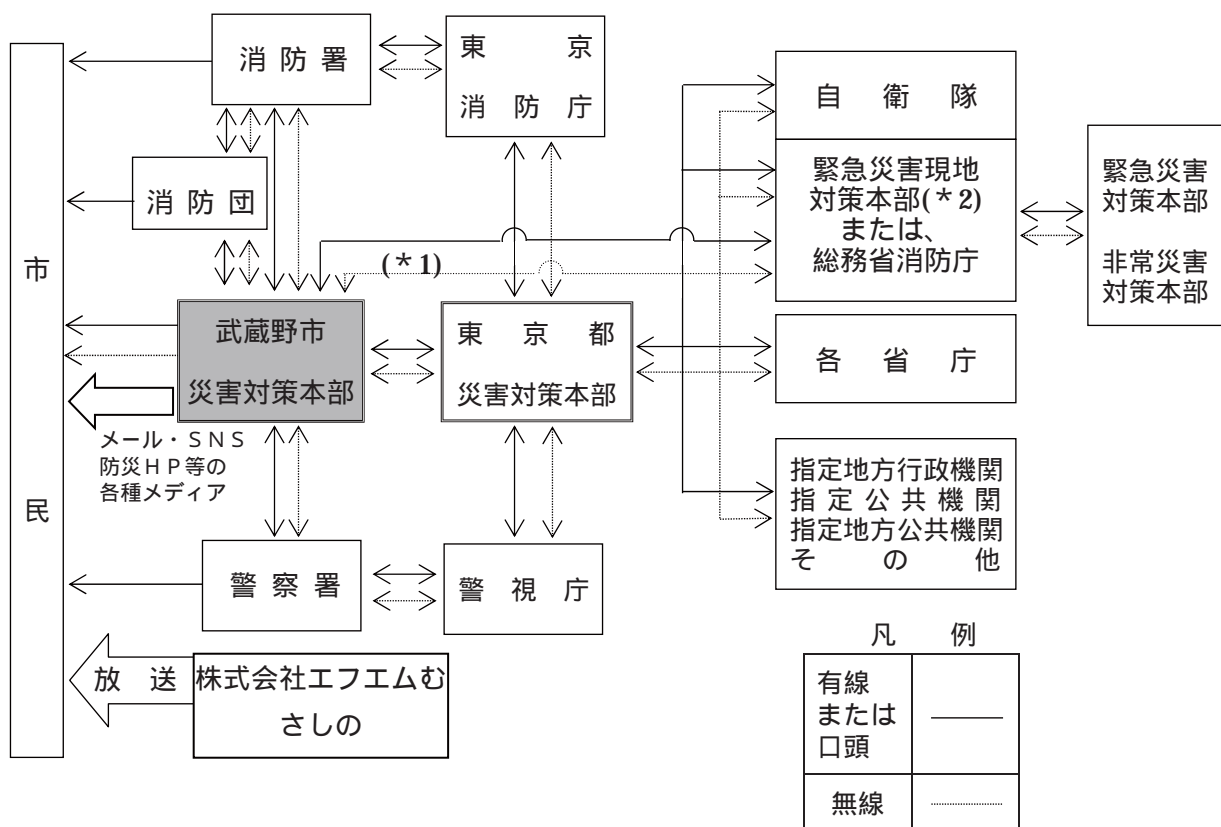 市民
消防署
消防団
東京
消防庁
自衛隊
緊急災害現地
対策本部(*2)
または、
総務省消防庁
緊急災害
対策本部
非常災害
対策本部
(*1)
武蔵野市
災害対策本部
東京都
災害対策本部
各省庁
メール・SNS
防災HP等の
各種メディア
指定地方行政機関
指定公共機関
指定地方公共機関
その他
警察署
警視庁
放送
株式会社エフエムむ
さしの
凡例
有線
または
口頭
無線